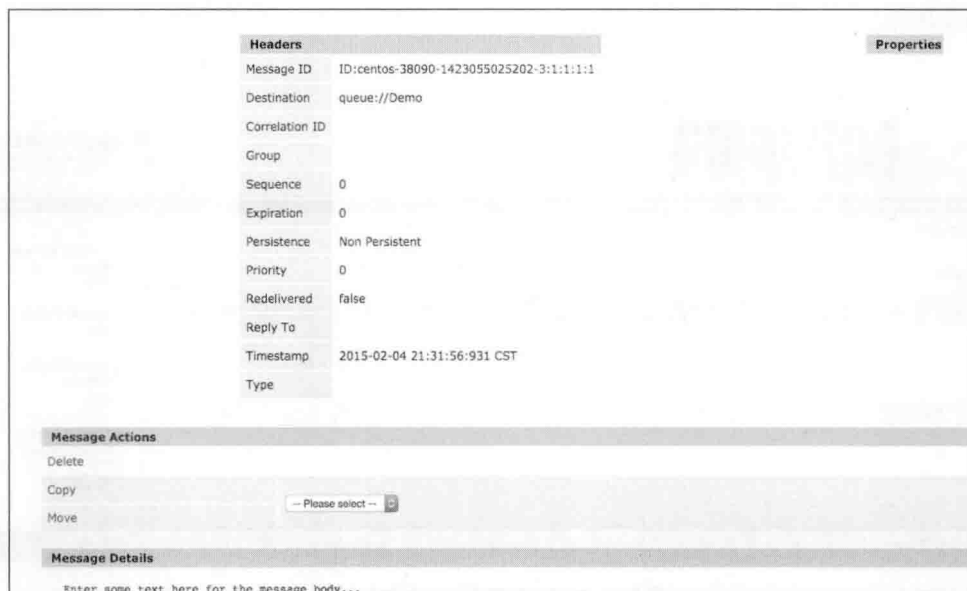 Headers Properties
Message ID ID:centos-38090-1423055025202-3:1:1:1:1
Destination queue://Demo
Correlation ID
Group
Sequence 0
Expiration 0
Persistence Non Persistent
Priority 0
Redelivered false
Reply To
Timestamp 2015-02-04 21:31:56:931 CST
Type
Message Actions
Delete
Copy
-- Please select --
Move
Message Details
Enter some text here for the message body...